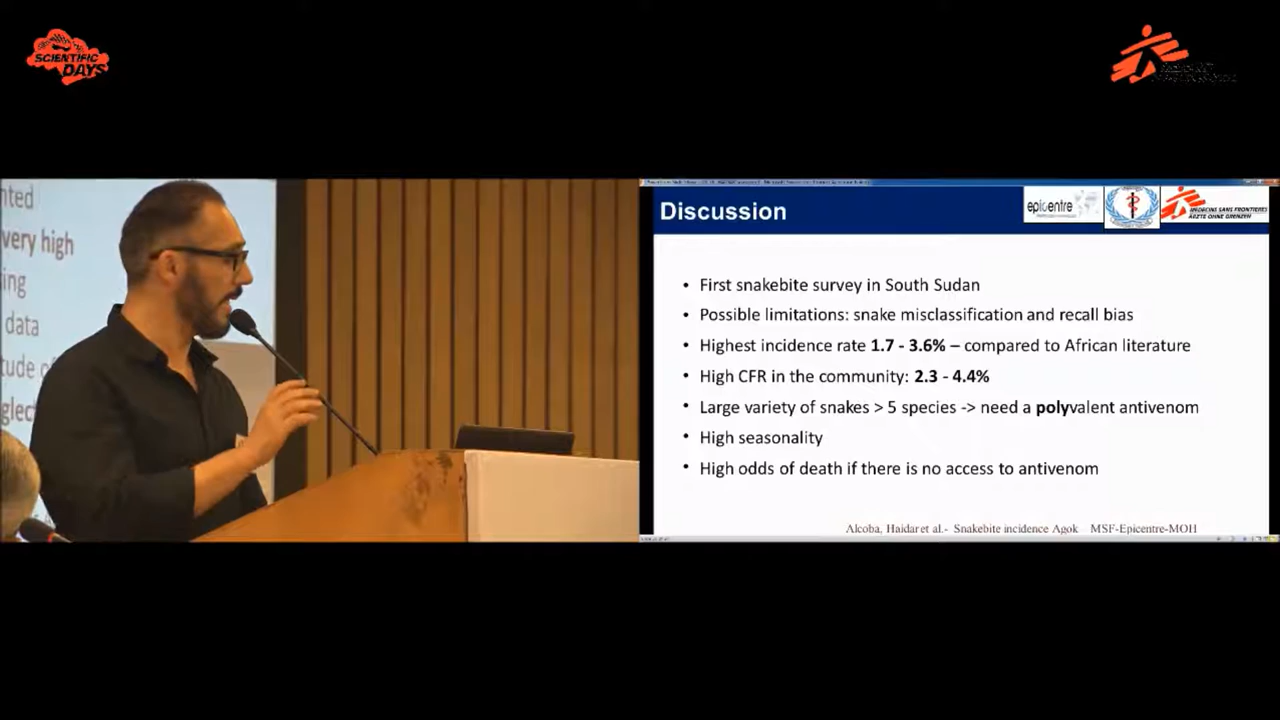 SCIENTIFIC
DAYS
nted
very high
ing
data
tude of
Discussion
epicentre
MEDECINS SANS FRONTIERES
ÄRZTE OHNE GRENZEN
• First snakebite survey in South Sudan
• Possible limitations: snake misclassification and recall bias
• Highest incidence rate 1.7 - 3.6% – compared to African literature
• High CFR in the community: 2.3 - 4.4%
• Large variety of snakes > 5 species -> need a polyvalent antivenom
• High seasonality
• High odds of death if there is no access to antivenom
Alcoba, Haidar et al.- Snakebite incidence Agok MSF-Epicentre-MOH